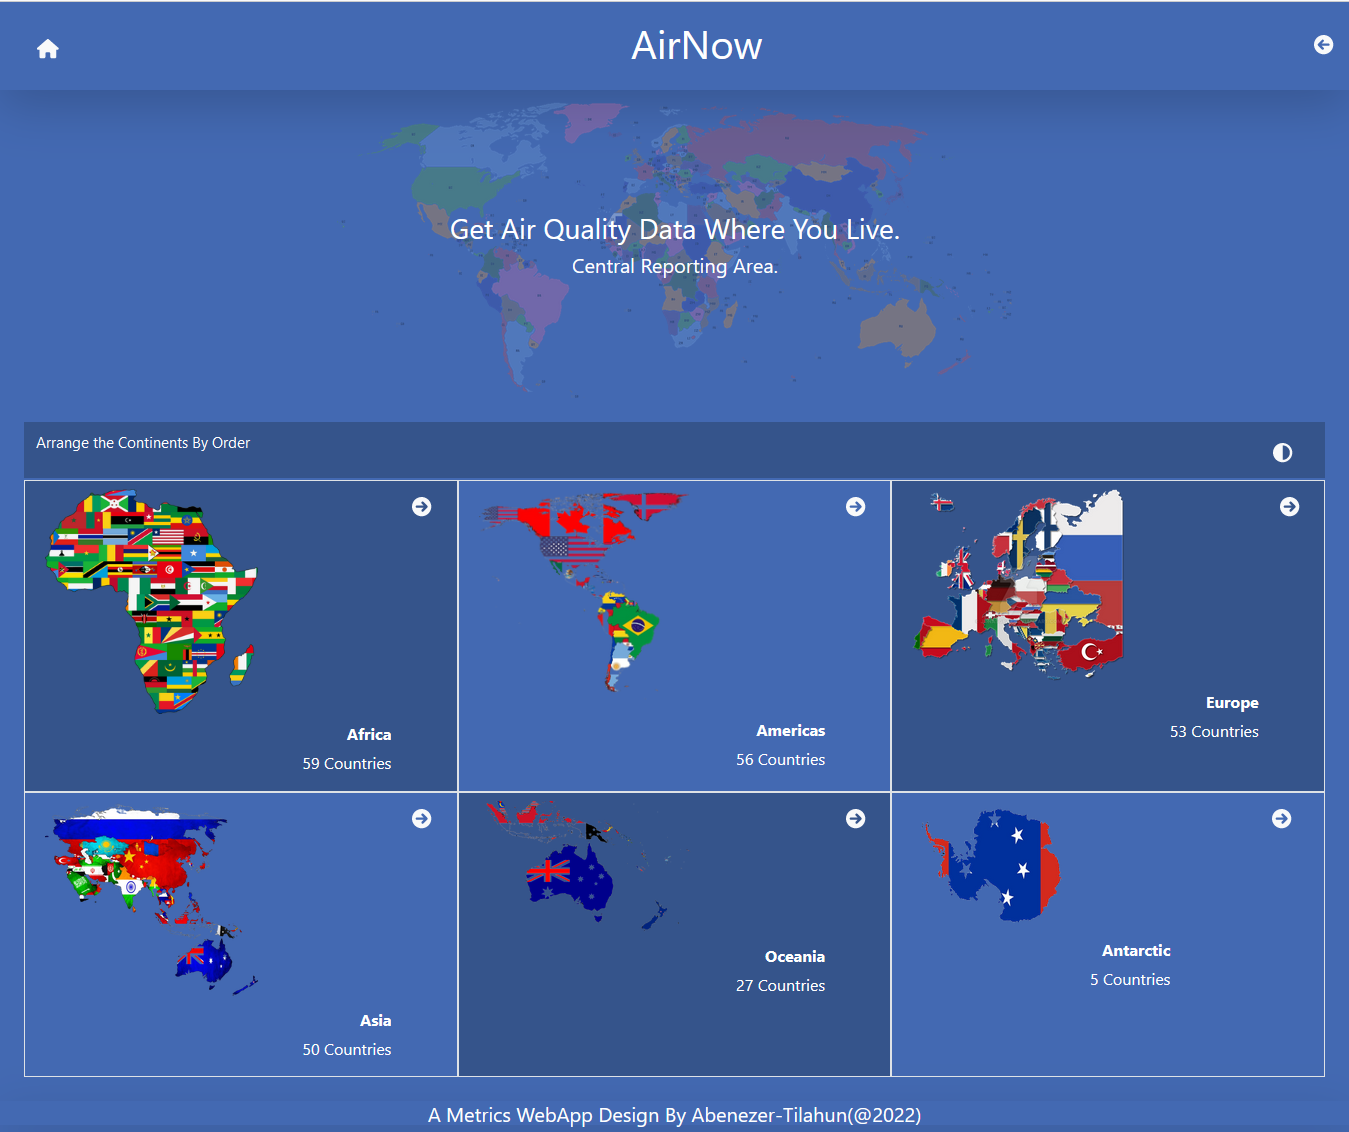 AirNow
Get Air Quality Data Where You Live.
Central Reporting Area.
Arrange the Continents By Order
Africa
59 Countries
Americas
56 Countries
Europe
53 Countries
Asia
50 Countries
Oceania
27 Countries
Antarctic
5 Countries
A Metrics WebApp Design By Abenezer-Tilahun(@2022)